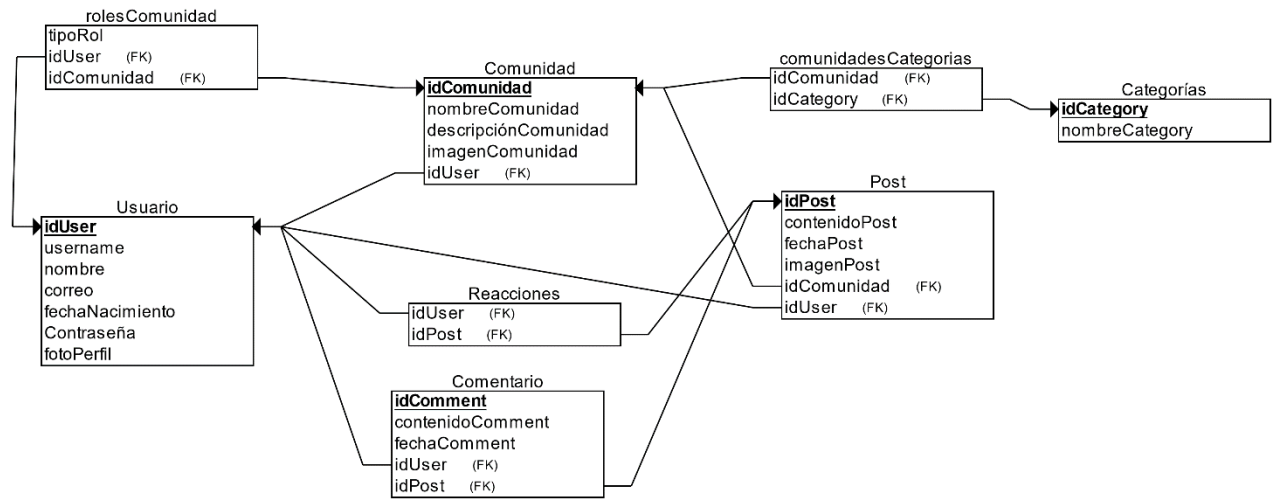 rolesComunidad
tipoRol
idUser (FK)
idComunidad (FK)
Comunidad
idComunidad
nombreComunidad
descripciónComunidad
imagenComunidad
idUser (FK)
comunidadesCategorias
idComunidad (FK)
idCategory (FK)
Categorías
idCategory
nombreCategory
Usuario
idUser
username
nombre
correo
fechaNacimiento
Contraseña
fotoPerfil
Post
idPost
contenidoPost
fechaPost
imagenPost
idComunidad (FK)
idUser (FK)
Reacciones
idUser (FK)
idPost (FK)
Comentario
idComment
contenidoComment
fechaComment
idUser (FK)
idPost (FK)